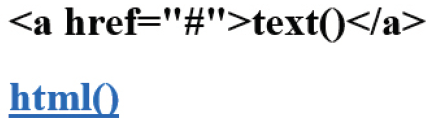 <a href="#">text()</a>
html()